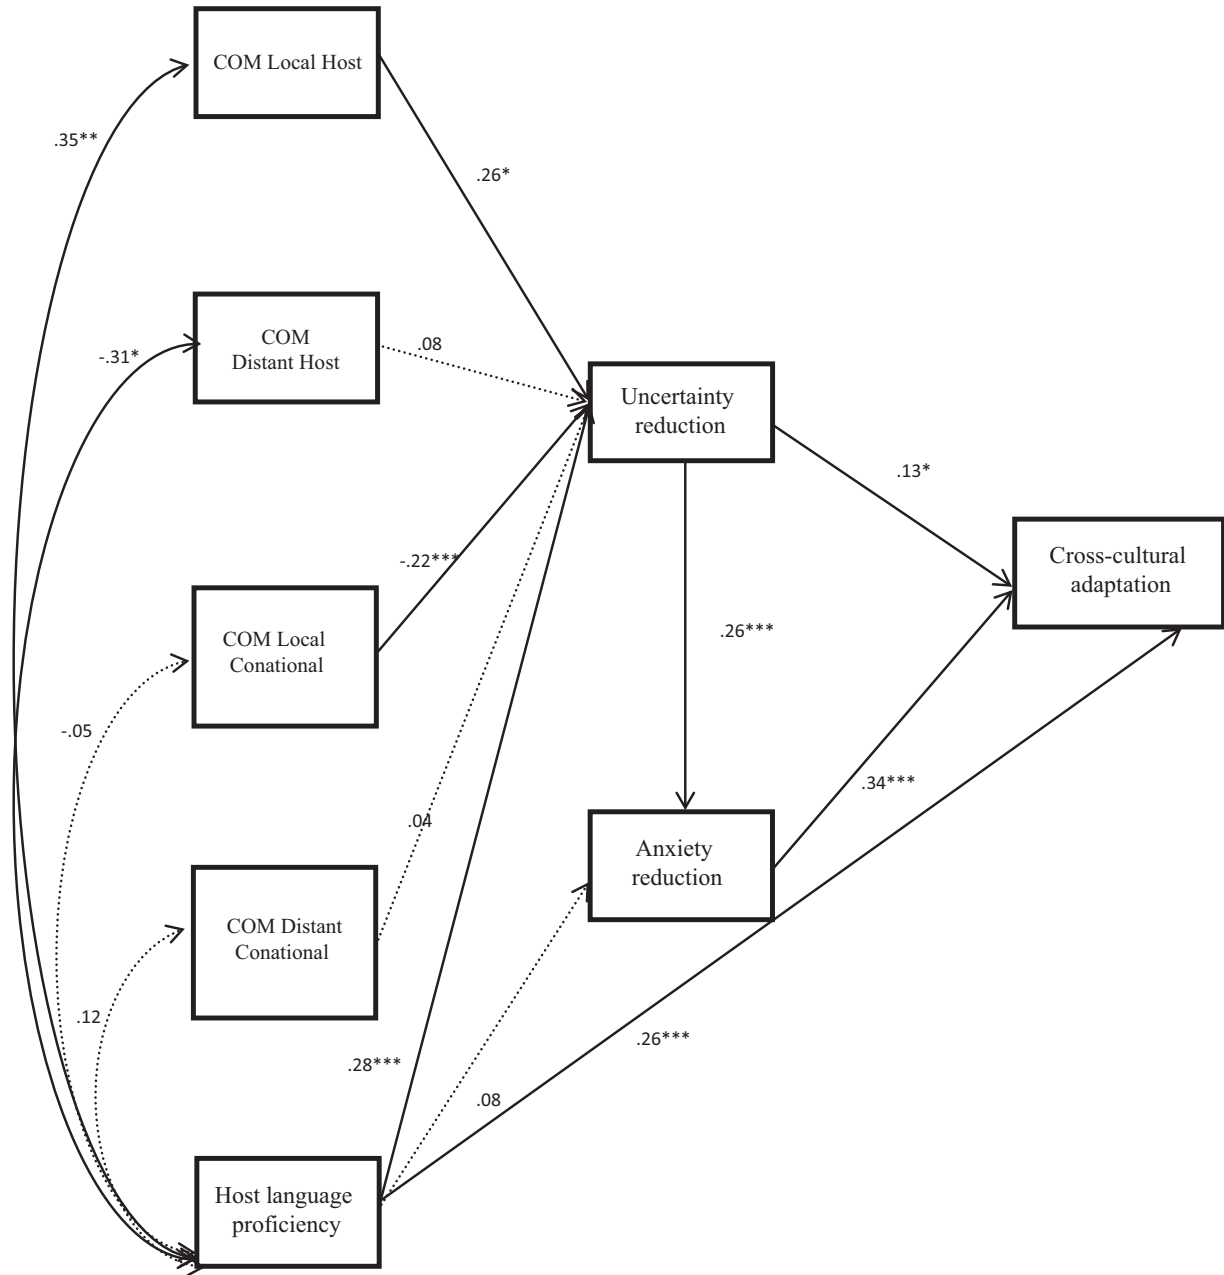 COM Local Host
.35**
.26*
COM
Distant Host
-.31*
.08
Uncertainty
reduction
.13*
Cross-cultural
adaptation
-.22***
COM Local
Conational
.26***
-.05
.34***
.04
Anxiety
reduction
COM Distant
Conational
.12
.26***
.28***
.08
Host language
proficiency